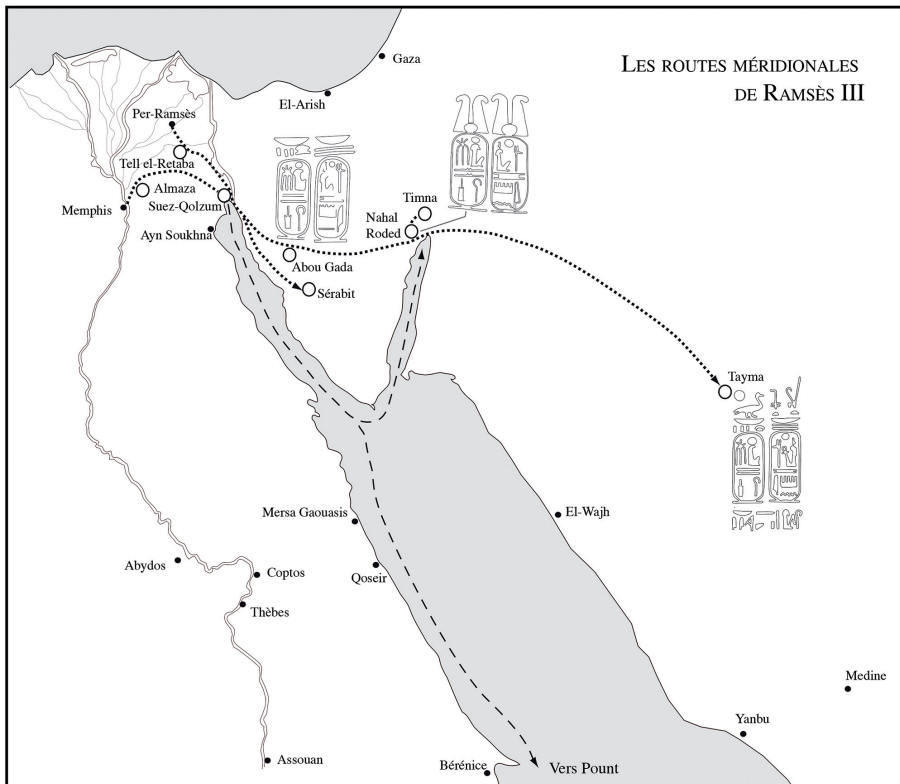 LES ROUTES MÉRIDIONALES
DE RAMSÈS III
Gaza
El-Arish
Per-Ramsès
Tell el-Retaba
Almaza
Memphis
Suez-Qolzum
Ayn Soukhna
Timna
Nahal
Roded
Abou Gada
Sérabit
Tayma
Mersa Gaouasis
El-Wajh
Abydos
Coptos
Qoseir
Thèbes
Medine
Yanbu
Assouan
Bérénice
Vers Pount